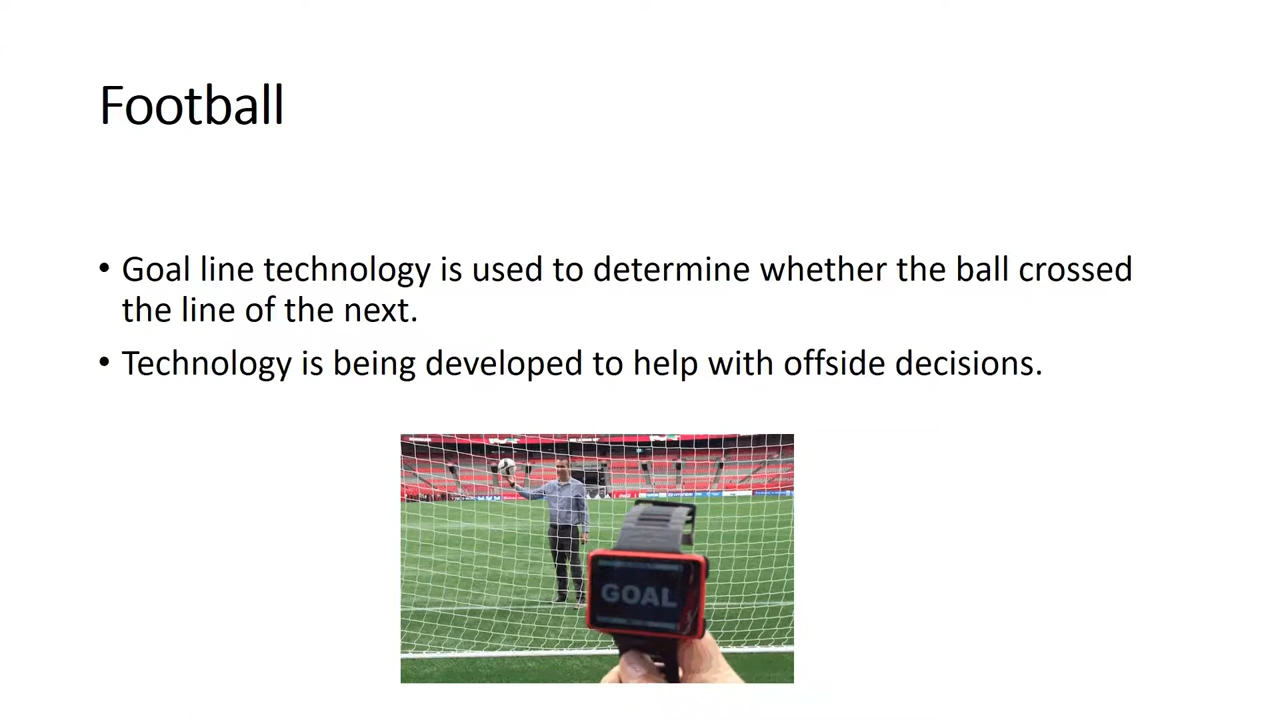 Football
• Goal line technology is used to determine whether the ball crossed
the line of the next.
• Technology is being developed to help with offside decisions.
GOAL